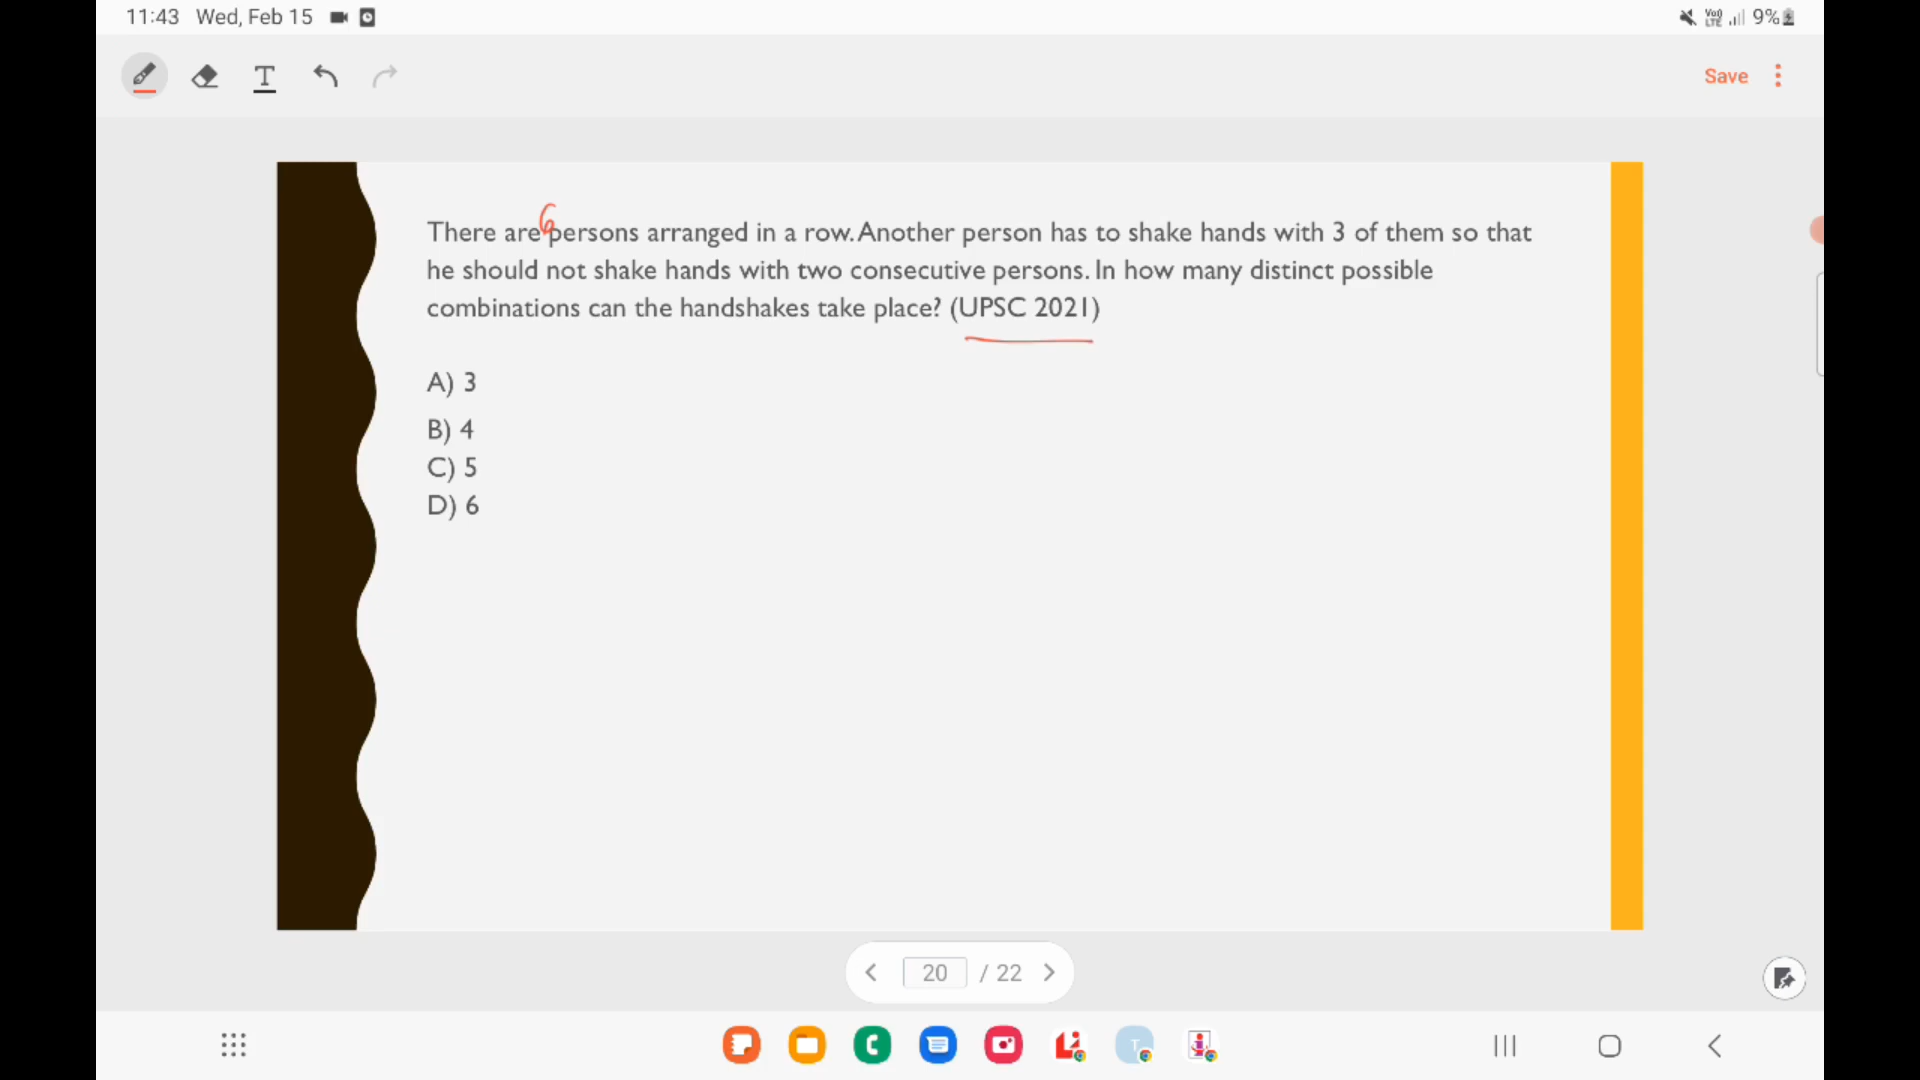 11:43 Wed, Feb 15
Vo)) LTE 9%
T
Save
There are 6 persons arranged in a row. Another person has to shake hands with 3 of them so that
he should not shake hands with two consecutive persons. In how many distinct possible
combinations can the handshakes take place? (UPSC 2021)
A) 3
B) 4
C) 5
D) 6
20 / 22
T